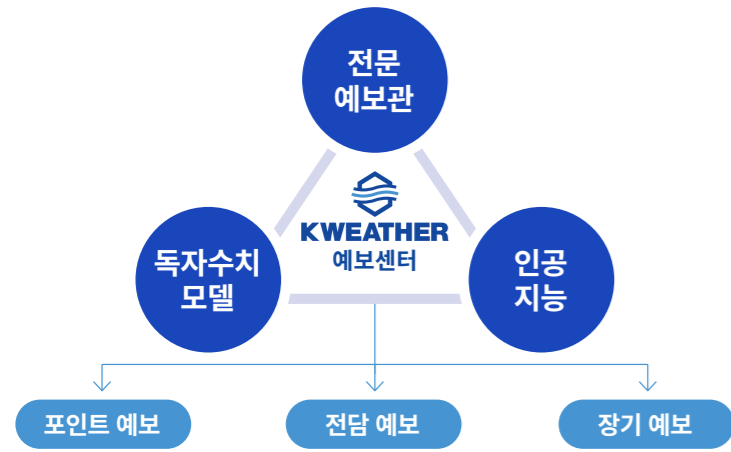 전문
예보관
KWEATHER
예보센터
독자수치
모델
인공
지능
포인트 예보
전담 예보
장기 예보